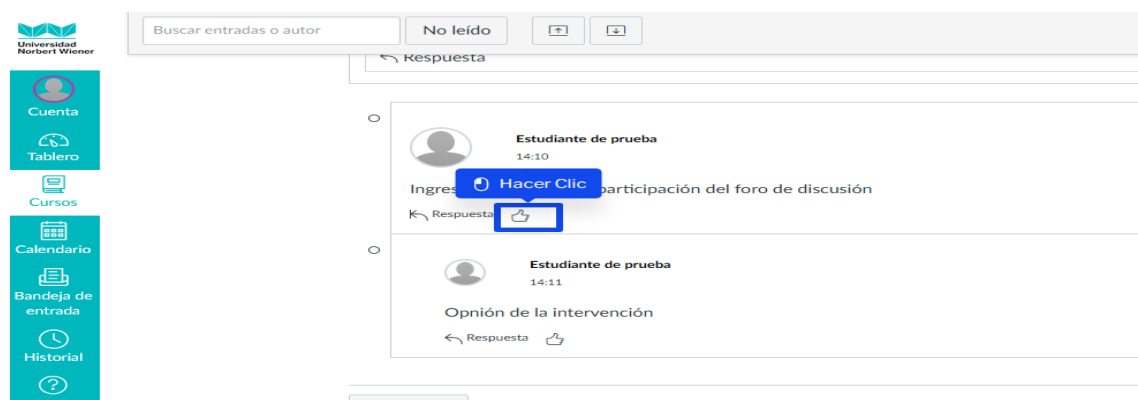 Universidad
Norbert Wiener
Cuenta
Tablero
Cursos
Calendario
Bandeja de
entrada
Historial
Buscar entradas o autor
No leído
Respuesta
Estudiante de prueba
14:10
Hacer Clic
Ingres participación del foro de discusión
Respuesta
Estudiante de prueba
14:11
Opnión de la intervención
Respuesta